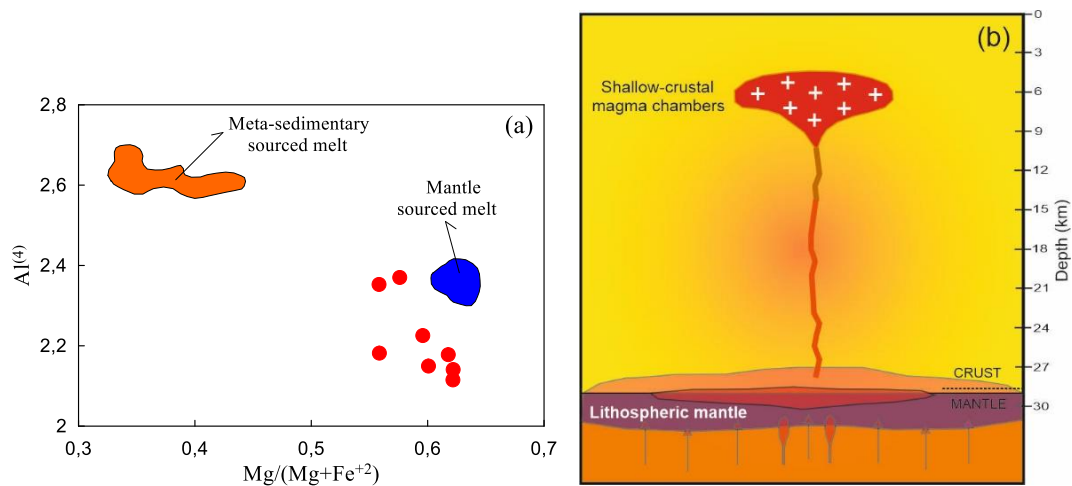 2,8
2,6
2,4
2,2
2
Al(4)
0,3
0,4
0,5
0,6
0,7
Mg/(Mg+Fe+2)
(a)
Meta-sedimentary
sourced melt
Mantle
sourced melt
(b)
Shallow-crustal
magma chambers
CRUST
MANTLE
Lithospheric mantle
0
3
6
9
12
15
18
21
24
27
30
Depth (km)